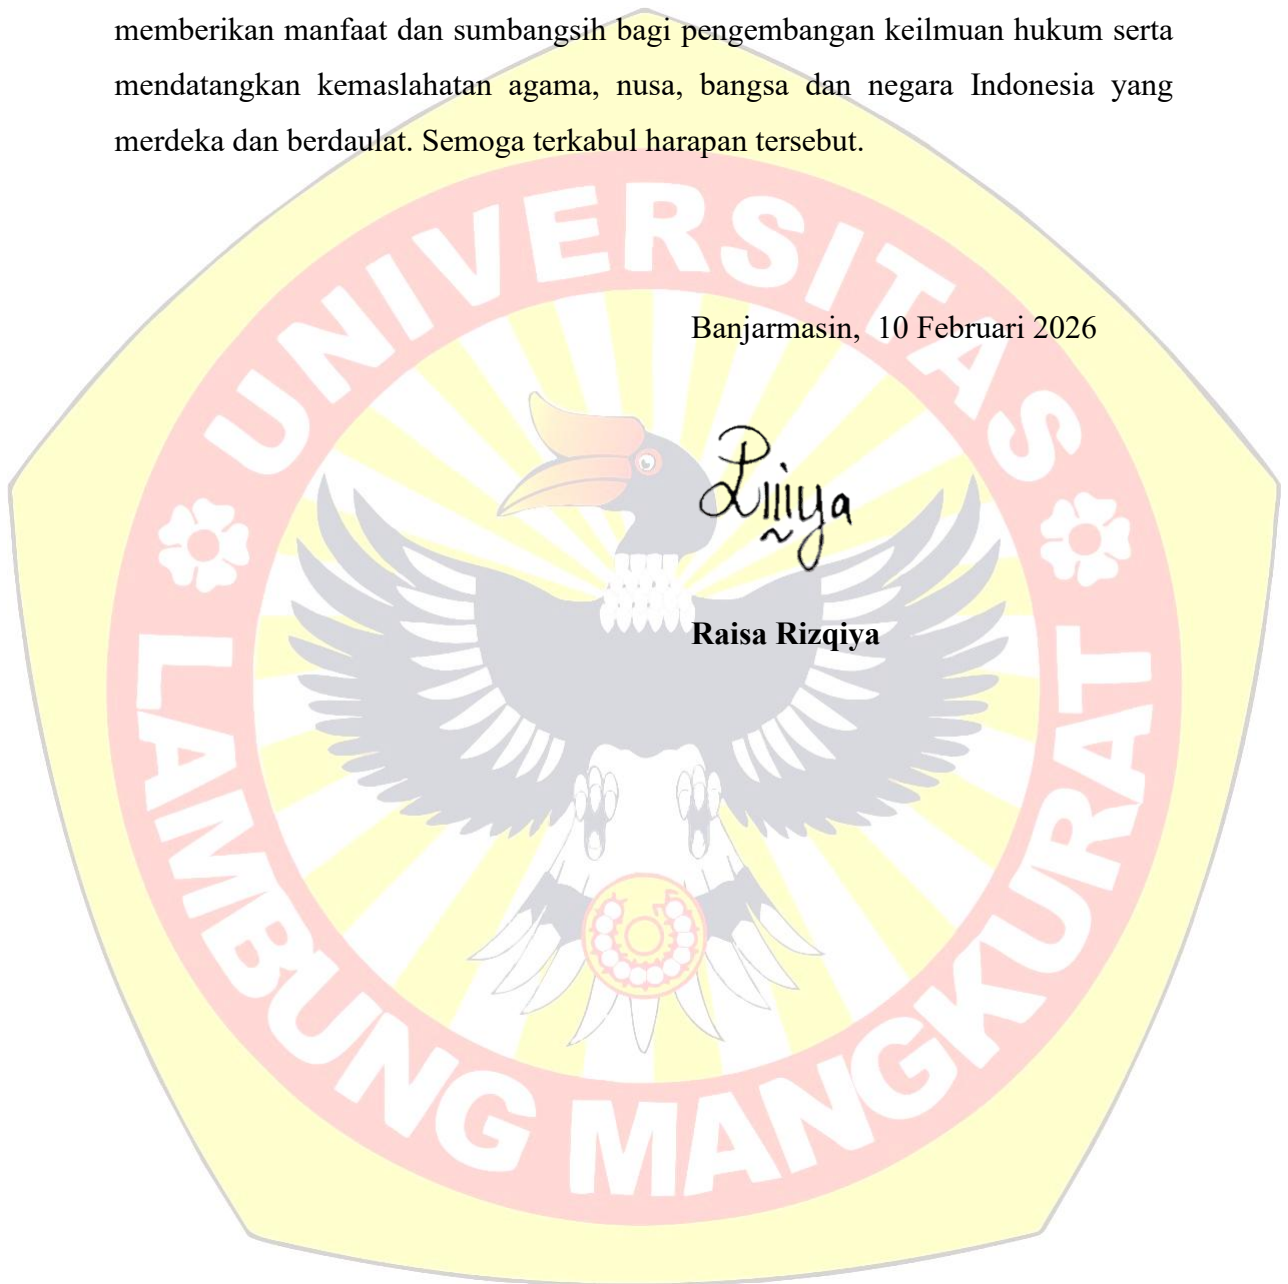 memberikan manfaat dan sumbangsih bagi pengembangan keilmuan hukum serta
mendatangkan kemaslahatan agama, nusa, bangsa dan negara Indonesia yang
merdeka dan berdaulat. Semoga terkabul harapan tersebut.
UNIVERSITAS
Banjarmasin, 10 Februari 2026
Raisa Rizqiya
LAMBUNG MANGKURAT